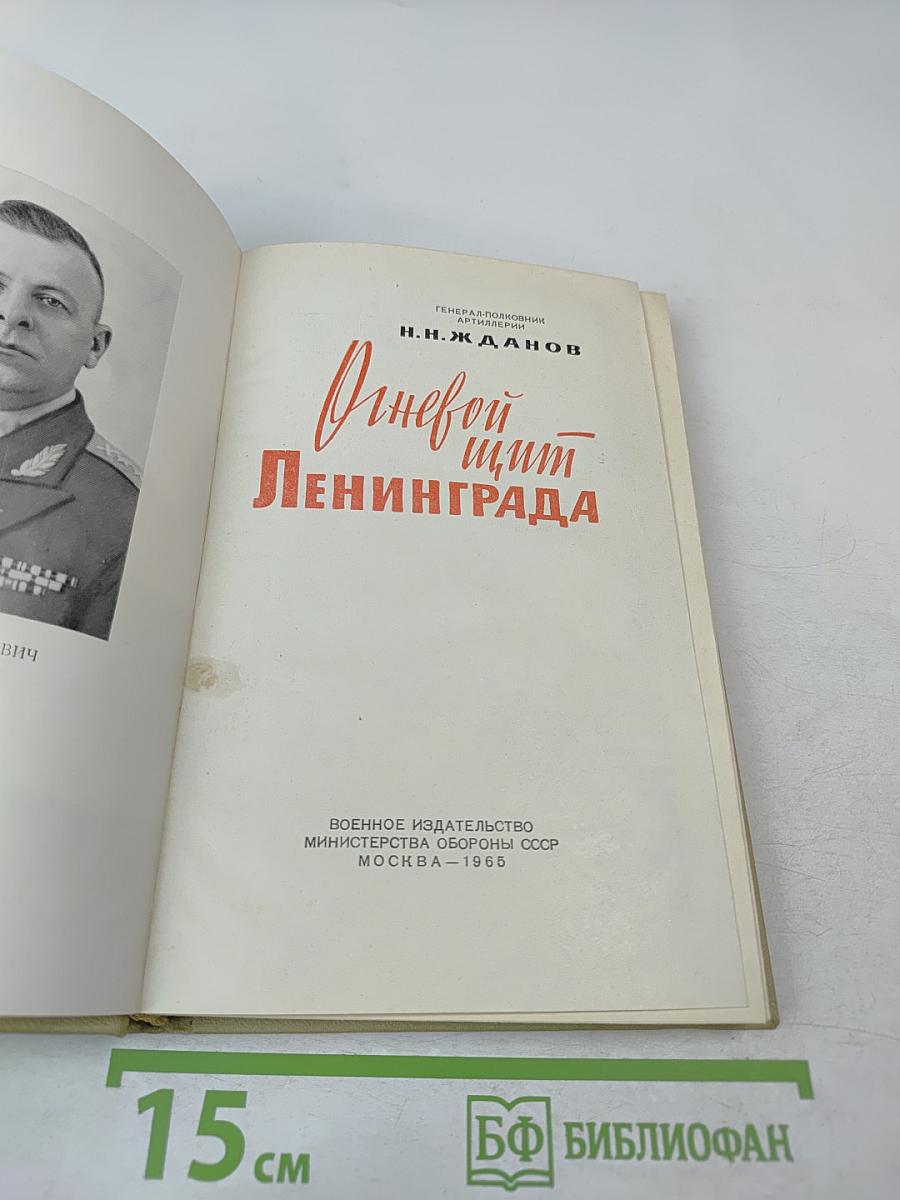 ВИЧ
ГЕНЕРАЛ-ПОЛКОВНИК
АРТИЛЛЕРИИ
Н.Н.ЖДАНОВ
Огневой
щит
ЛЕНИНГРАДА
ВОЕННОЕ ИЗДАТЕЛЬСТВО
МИНИСТЕРСТВА ОБОРОНЫ СССР
МОСКВА—1965
15 см
БФ БИБЛИОФАН